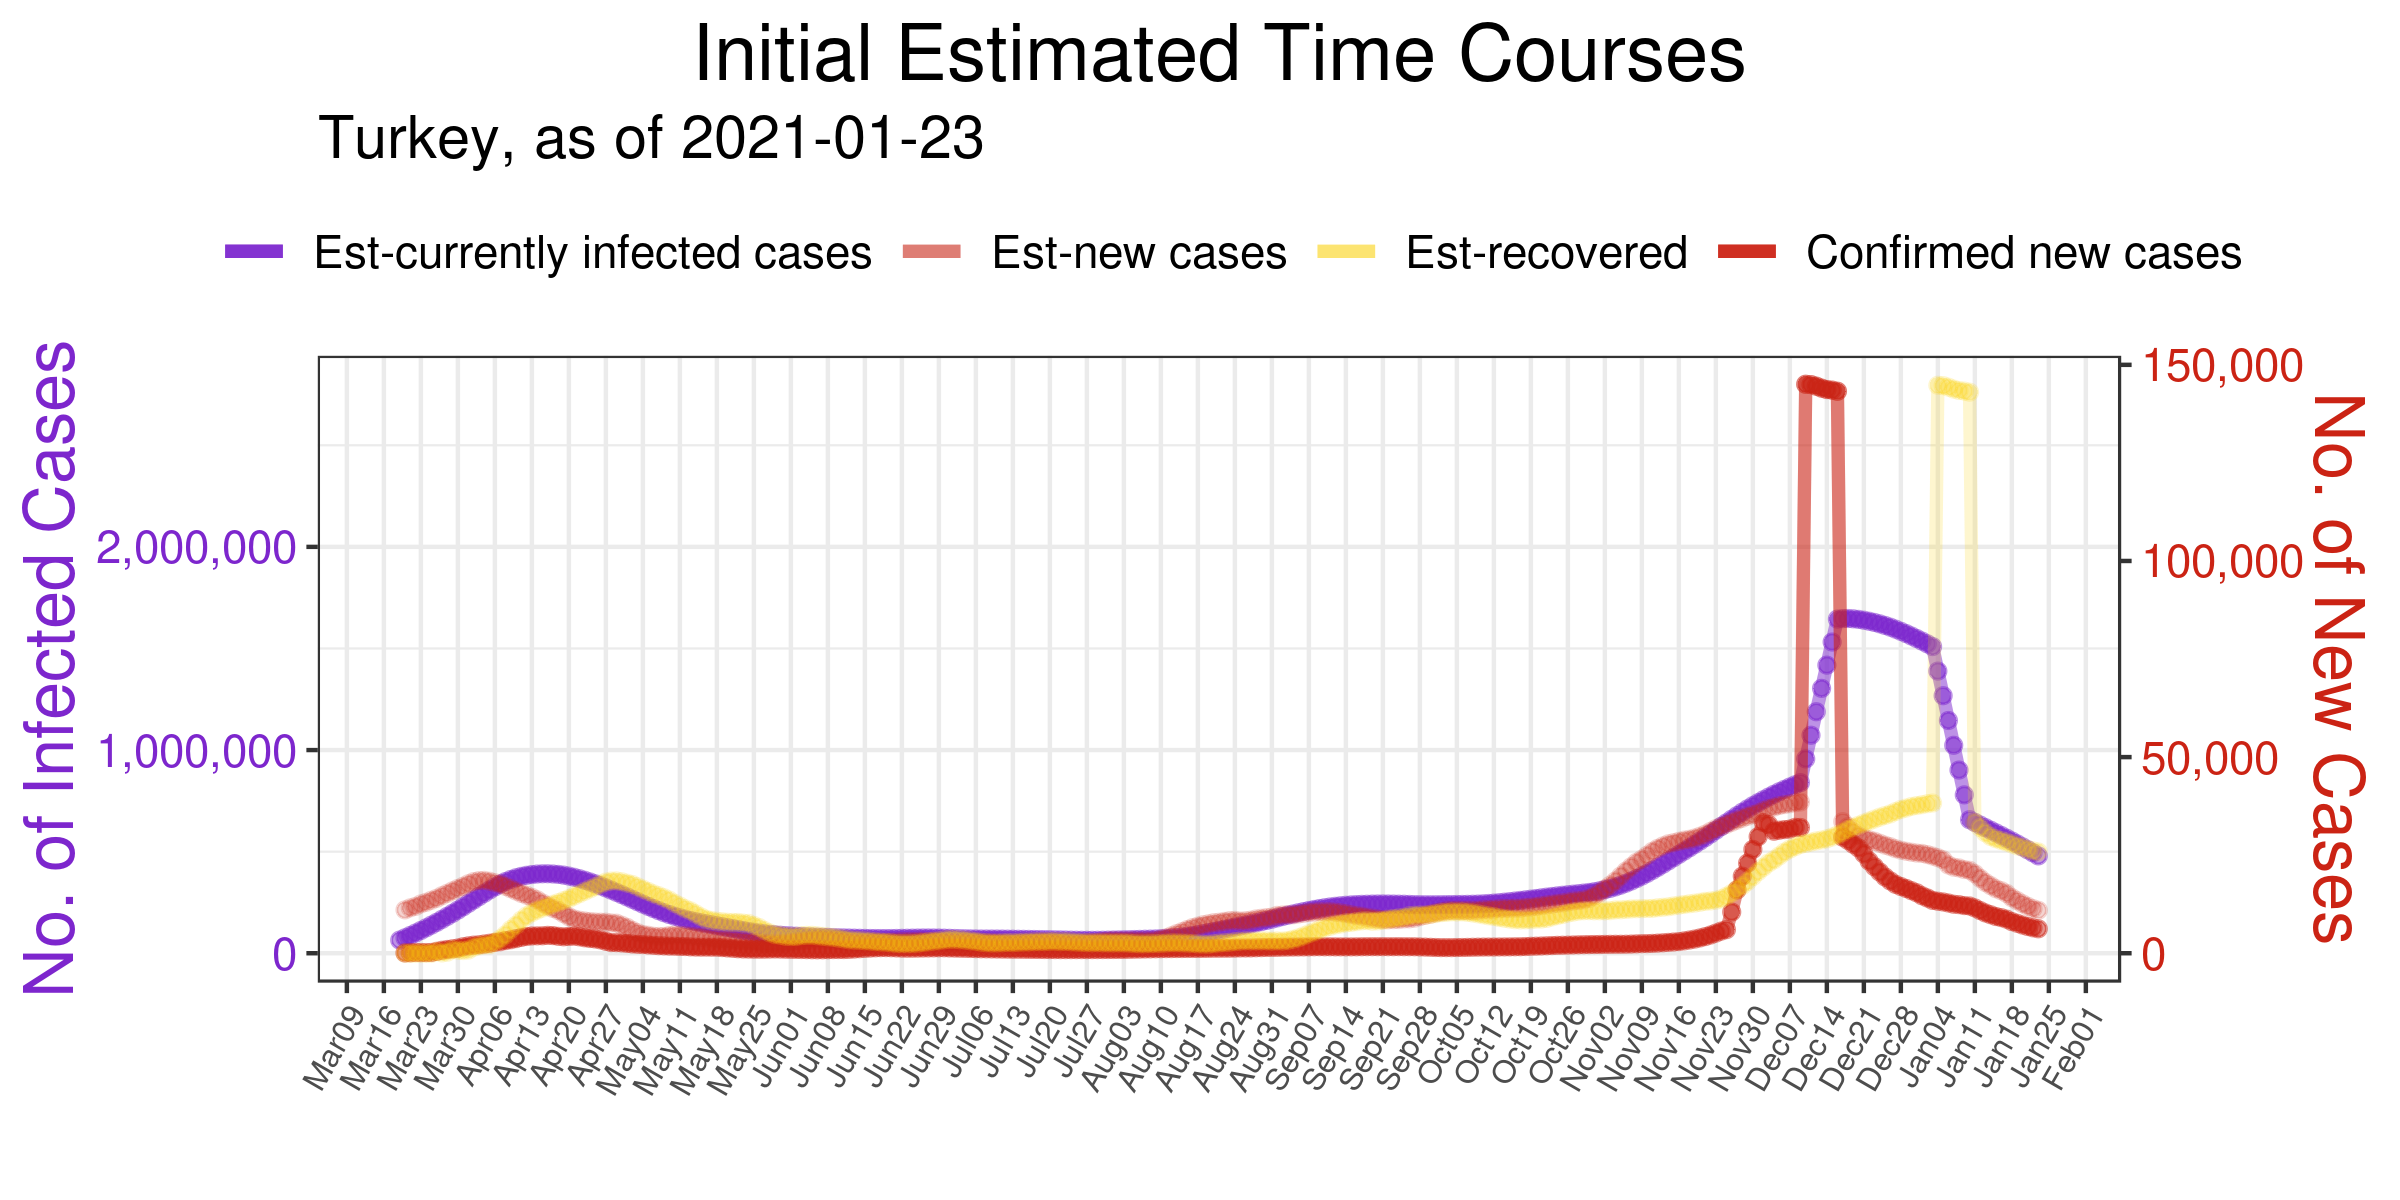 Initial Estimated Time Courses
Turkey, as of 2021-01-23
Est-currently infected cases Est-new cases Est-recovered Confirmed new cases
No. of Infected Cases
2,000,000
1,000,000
0
150,000
100,000
50,000
0
No. of New Cases
Mar09 Mar16 Mar23 Mar30 Apr06 Apr13 Apr20 Apr27 May04 May11 May18 May25 Jun01 Jun08 Jun15 Jun22 Jun29 Jul06 Jul13 Jul20 Jul27 Aug03 Aug10 Aug17 Aug24 Aug31 Sep07 Sep14 Sep21 Sep28 Oct05 Oct12 Oct19 Oct26 Nov02 Nov09 Nov16 Nov23 Nov30 Dec07 Dec14 Dec21 Dec28 Jan04 Jan11 Jan18 Jan25 Feb01